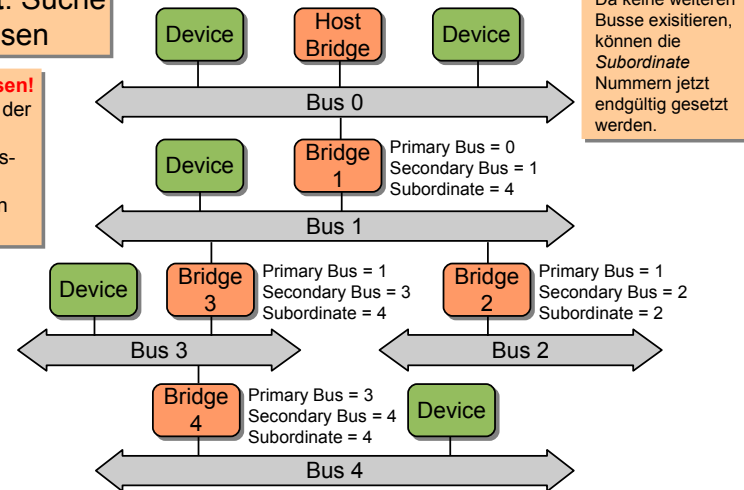 Suche
Device
Host
Bridge
Device
Da keine weiteren
Busse exisitieren,
können die
Subordinate
Nummern jetzt
endgültig gesetzt
werden.
der
Bus 0
Device
Bridge
1
Primary Bus = 0
Secondary Bus = 1
Subordinate = 4
Bus 1
Device
Bridge
3
Primary Bus = 1
Secondary Bus = 3
Subordinate = 4
Bridge
2
Primary Bus = 1
Secondary Bus = 2
Subordinate = 2
Bus 3
Bus 2
Bridge
4
Primary Bus = 3
Secondary Bus = 4
Subordinate = 4
Device
Bus 4